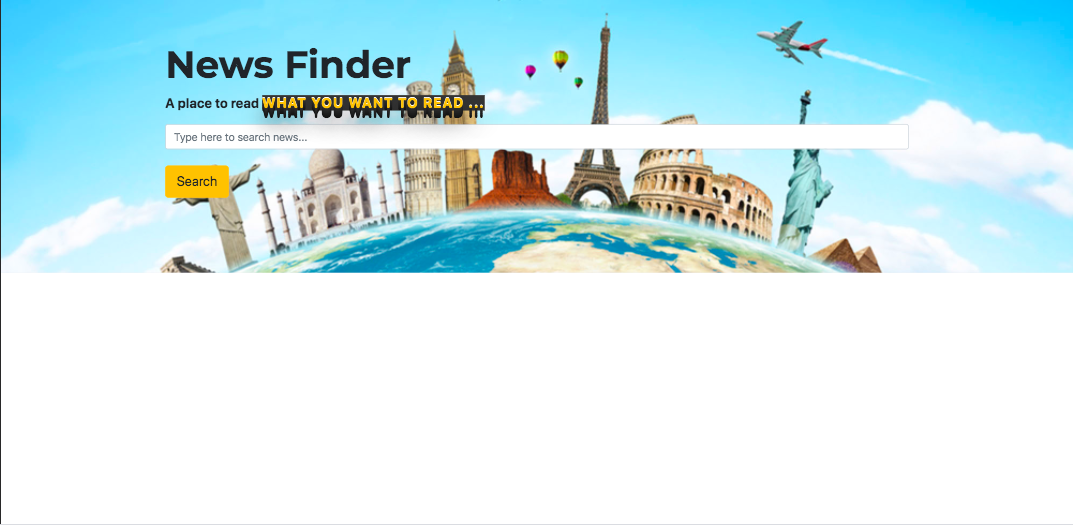 News Finder
A place to read WHAT YOU WANT TO READ ...
Type here to search news...
Search